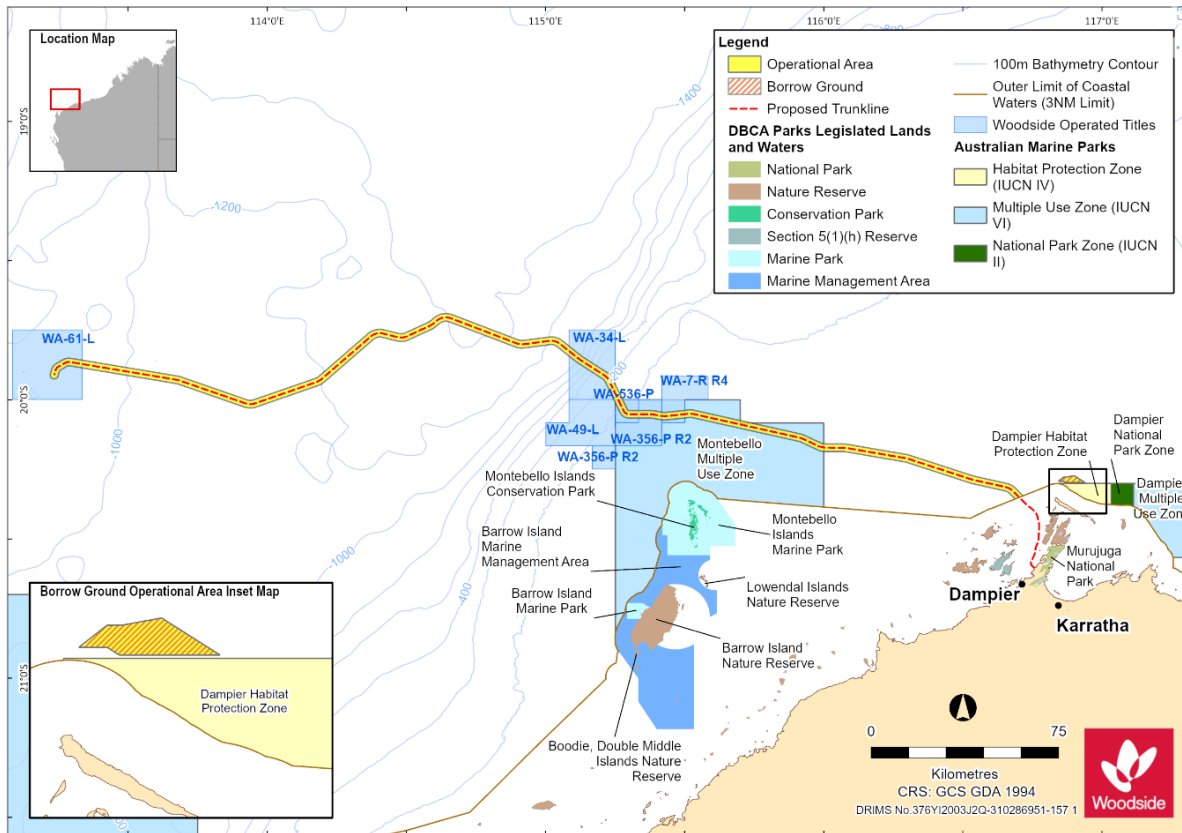 114°0'E
115°0'E
116°0'E
117°0'E
Location Map
19°0'S
20°0'S
21°0'S
Legend
Operational Area
Borrow Ground
Proposed Trunkline
DBCA Parks Legislated Lands
and Waters
National Park
Nature Reserve
Conservation Park
Section 5(1)(h) Reserve
Marine Park
Marine Management Area
100m Bathymetry Contour
Outer Limit of Coastal
Waters (3NM Limit)
Woodside Operated Titles
Australian Marine Parks
Habitat Protection Zone
(IUCN IV)
Multiple Use Zone (IUCN
VI)
National Park Zone (IUCN
II)
-1400
-1200
-1000
-200
-1000
-400
WA-61-L
WA-34-L
WA-7-R R4
WA-536-P
WA-49-L
WA-356-P R2
WA-356-P R2
Montebello
Multiple
Use Zone
Montebello Islands
Conservation Park
Barrow Island
Marine
Management Area
Barrow Island
Marine Park
Montebello
Islands
Marine Park
Lowendal Islands
Nature Reserve
Barrow Island
Nature Reserve
Boodie, Double Middle
Islands Nature
Reserve
Dampier Habitat
Protection Zone
Dampier
National
Park Zone
Dampier
Multiple
Use Zone
Murujuga
National
Park
Dampier
Karratha
Borrow Ground Operational Area Inset Map
Dampier Habitat
Protection Zone
0
75
Kilometres
CRS: GCS GDA 1994
DRIMS No.376YI2003J2Q-310286951-157 1
Woodside